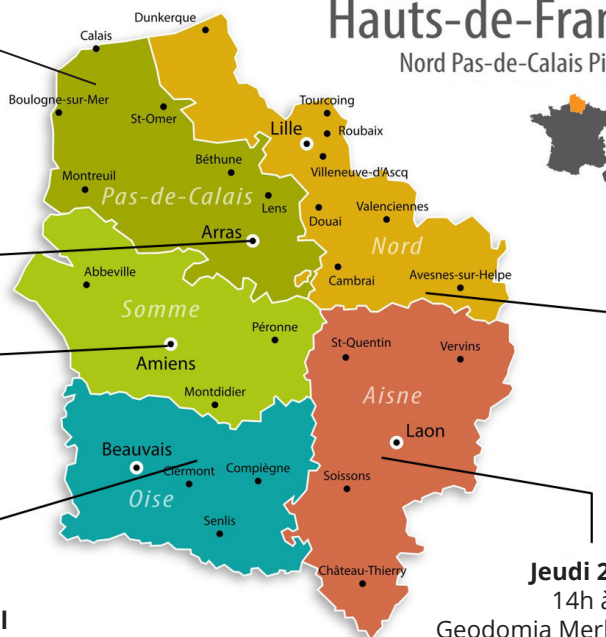 Hauts-de-Fran
Nord Pas-de-Calais Pi
Dunkerque
Calais
Boulogne-sur-Mer
St-Omer
Tourcoing
Lille
Roubaix
Villeneuve-d'Ascq
Béthune
Montreuil
Pas-de-Calais
Lens
Douai
Valenciennes
Arras
Nord
Abbeville
Cambrai
Avesnes-sur-Helpe
Somme
Péronne
St-Quentin
Vervins
Amiens
Montdidier
Aisne
Laon
Beauvais
Clermont
Compiègne
Soissons
Oise
Senlis
Château-Thierry
Jeudi 2
14h à
Geodomia Merl